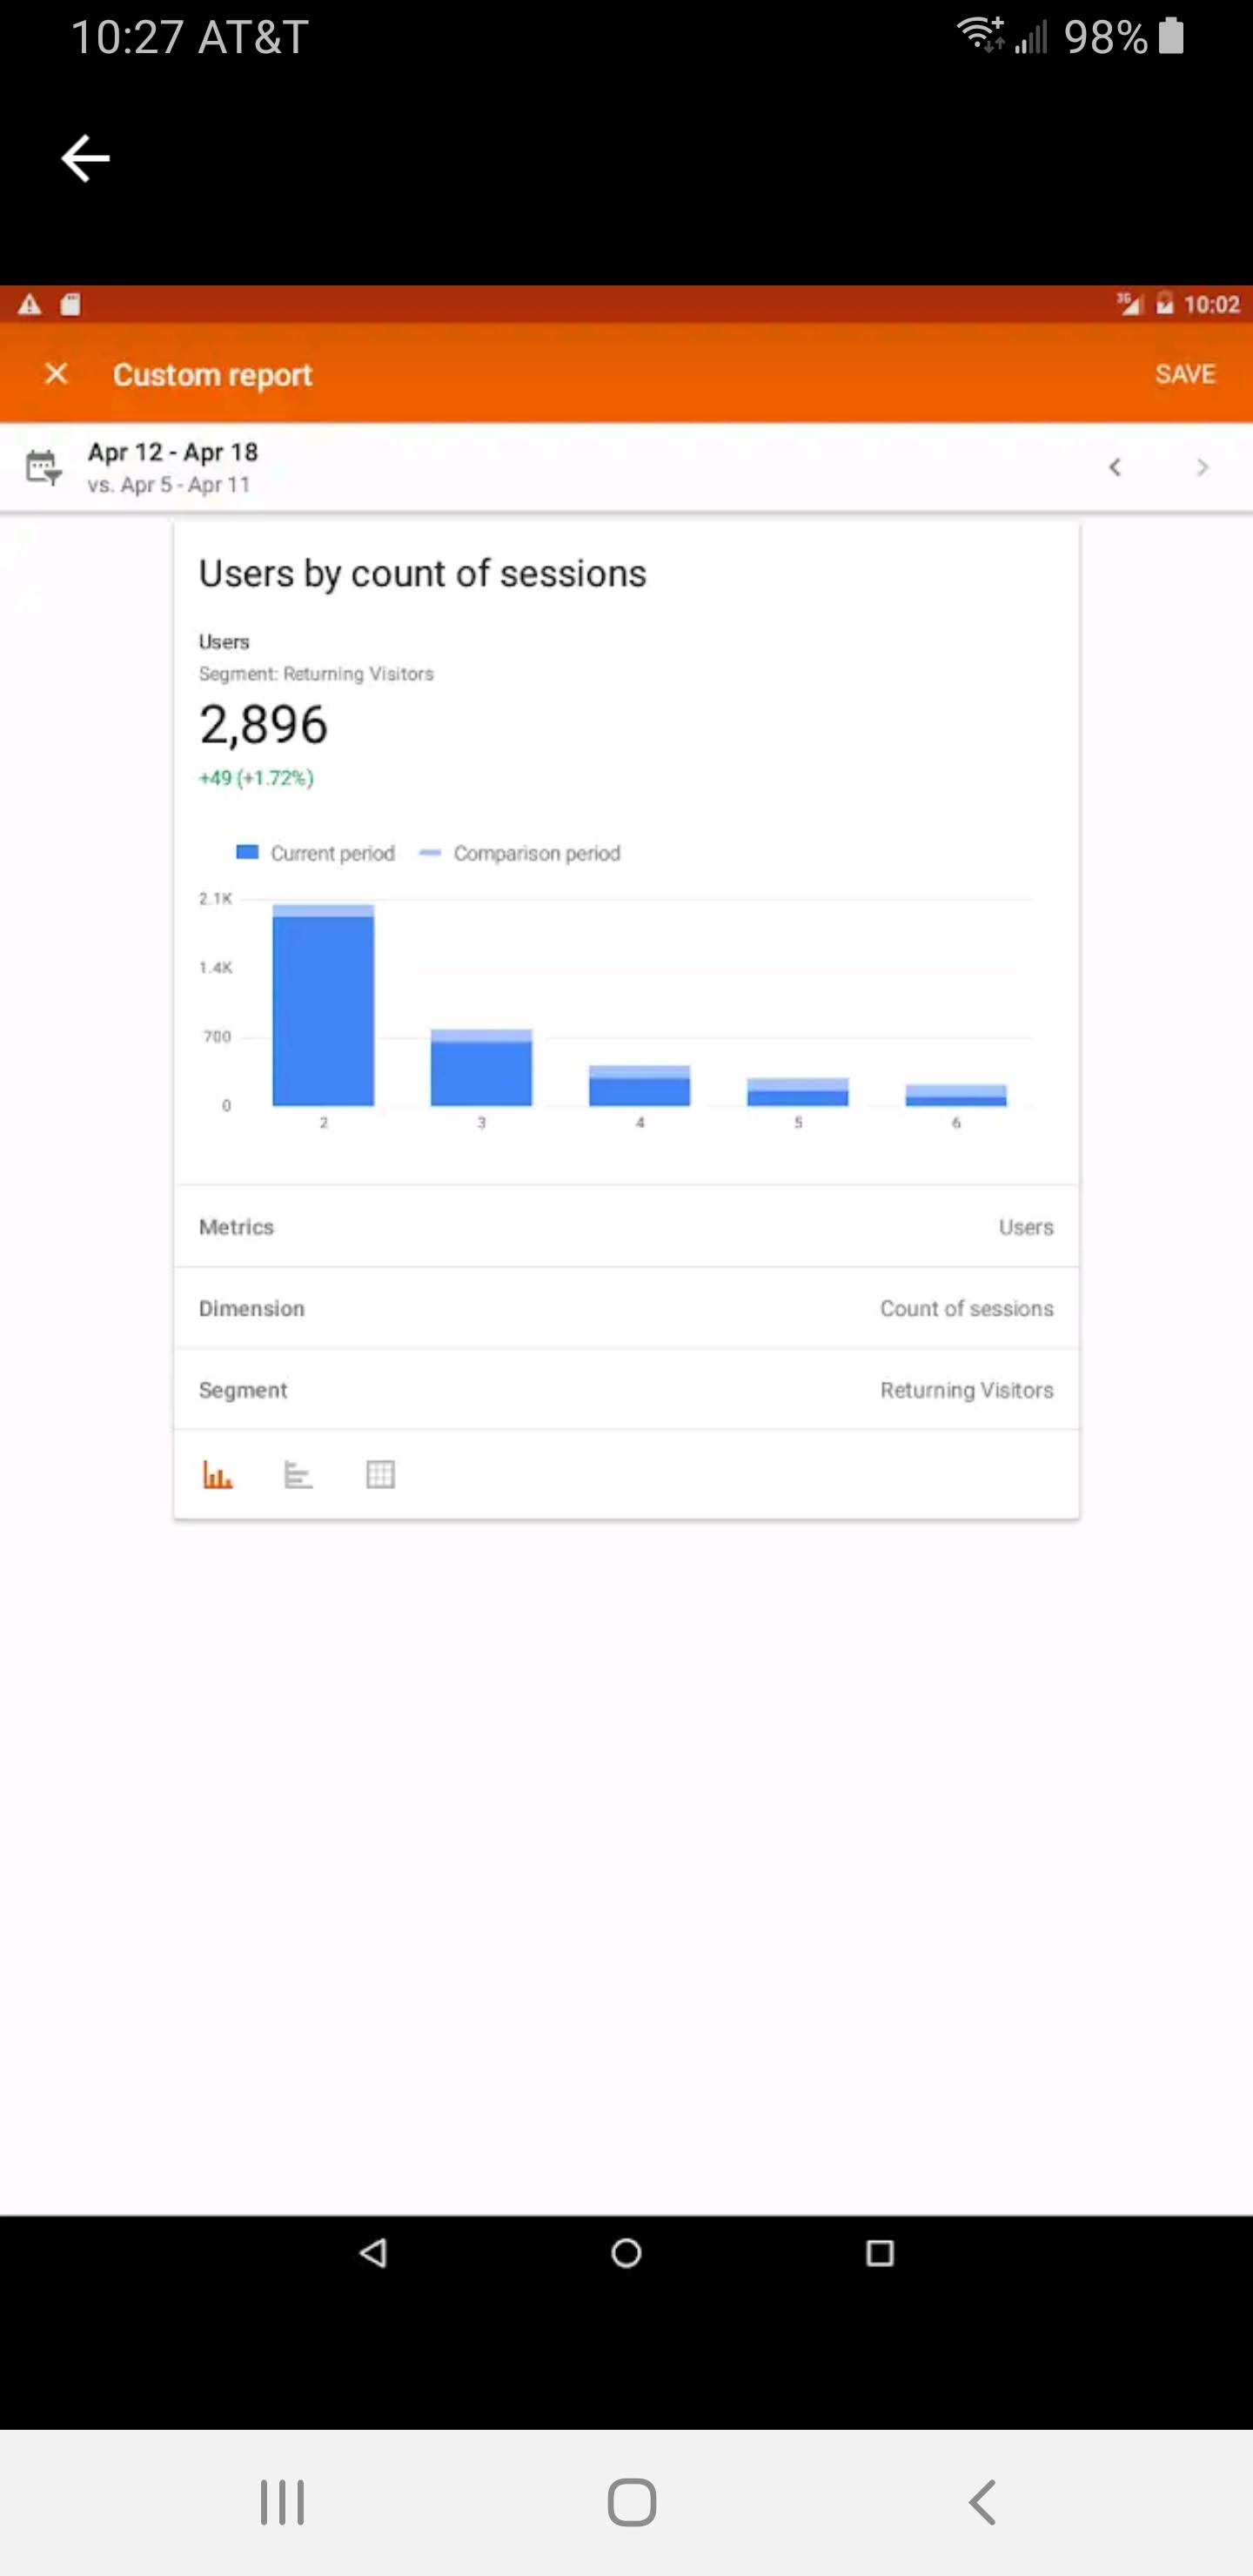 10:27 AT&T 98%
3G 10:02
Custom report SAVE
Apr 12 - Apr 18
vs. Apr 5 - Apr 11
Users by count of sessions
Users
Segment: Returning Visitors
2,896
+49 (+1.72%)
Current period Comparison period
2.1K
1.4K
700
0
2 3 4 5 6
Metrics Users
Dimension Count of sessions
Segment Returning Visitors